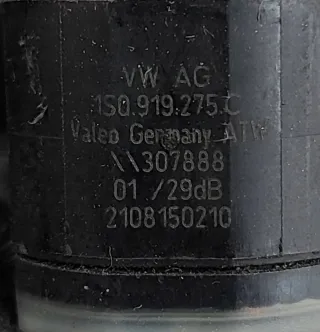 VW AG
1S0.919.275.C
Valeo Germany ATW
\\307888
01 /29dB
2108150210